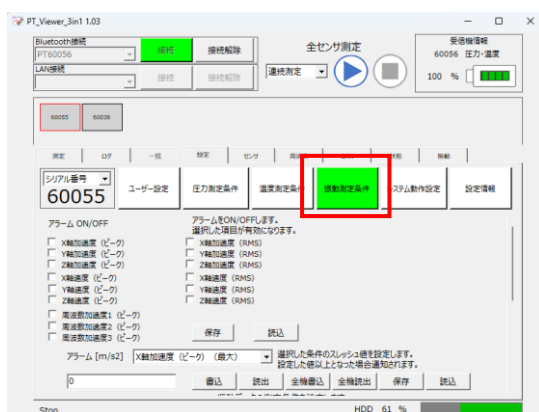 PT_Viewer_3in1 1.03
Bluetooth接続
PT60056
接続
接続解除
LAN接続
接続
接続解除
全センサ測定
連続測定
受信機情報
60056 圧力・温度
100 %
60055
60038
測定
ログ
一覧
設定
センサ
振動
シリアル番号
60055
ユーザー設定
圧力測定条件
温度測定条件
振動測定条件
システム動作設定
設定情報
アラーム ON/OFF
アラームをON/OFFします。
選択した項目が有効になります。
X軸加速度 (ピーク)
X軸加速度 (RMS)
Y軸加速度 (ピーク)
Y軸加速度 (RMS)
Z軸加速度 (ピーク)
Z軸加速度 (RMS)
X軸速度 (ピーク)
X軸速度 (RMS)
Y軸速度 (ピーク)
Y軸速度 (RMS)
Z軸速度 (ピーク)
Z軸速度 (RMS)
周波数加速度1 (ピーク)
周波数加速度2 (ピーク)
周波数加速度3 (ピーク)
保存
読込
アラーム [m/s2]
X軸加速度 (ピーク) (最大)
選択した条件のスレッショ値を設定します。
設定した値以上となった場合通知されます。
0
書込
読出
全機書込
全機読出
保存
読込
Stop
HDD 61 %